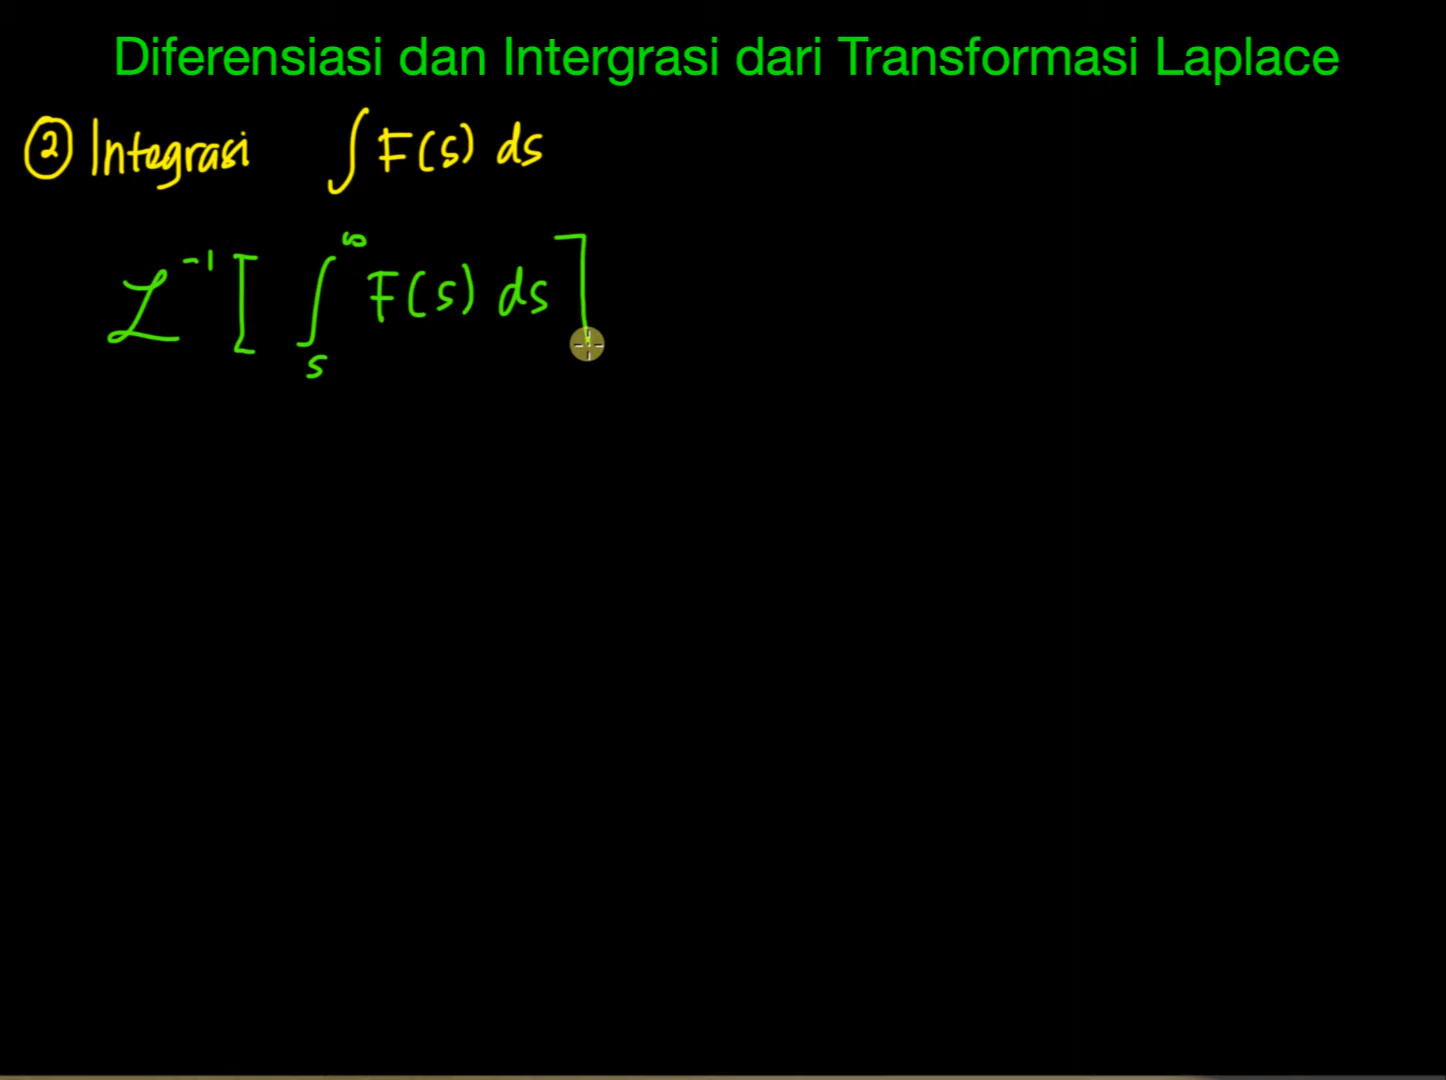 Diferensiasi dan Intergrasi dari Transformasi Laplace
② Integrasi ∫ F(s) ds
ℒ⁻¹ [ ∫ₛ^∞ F(s) ds ]